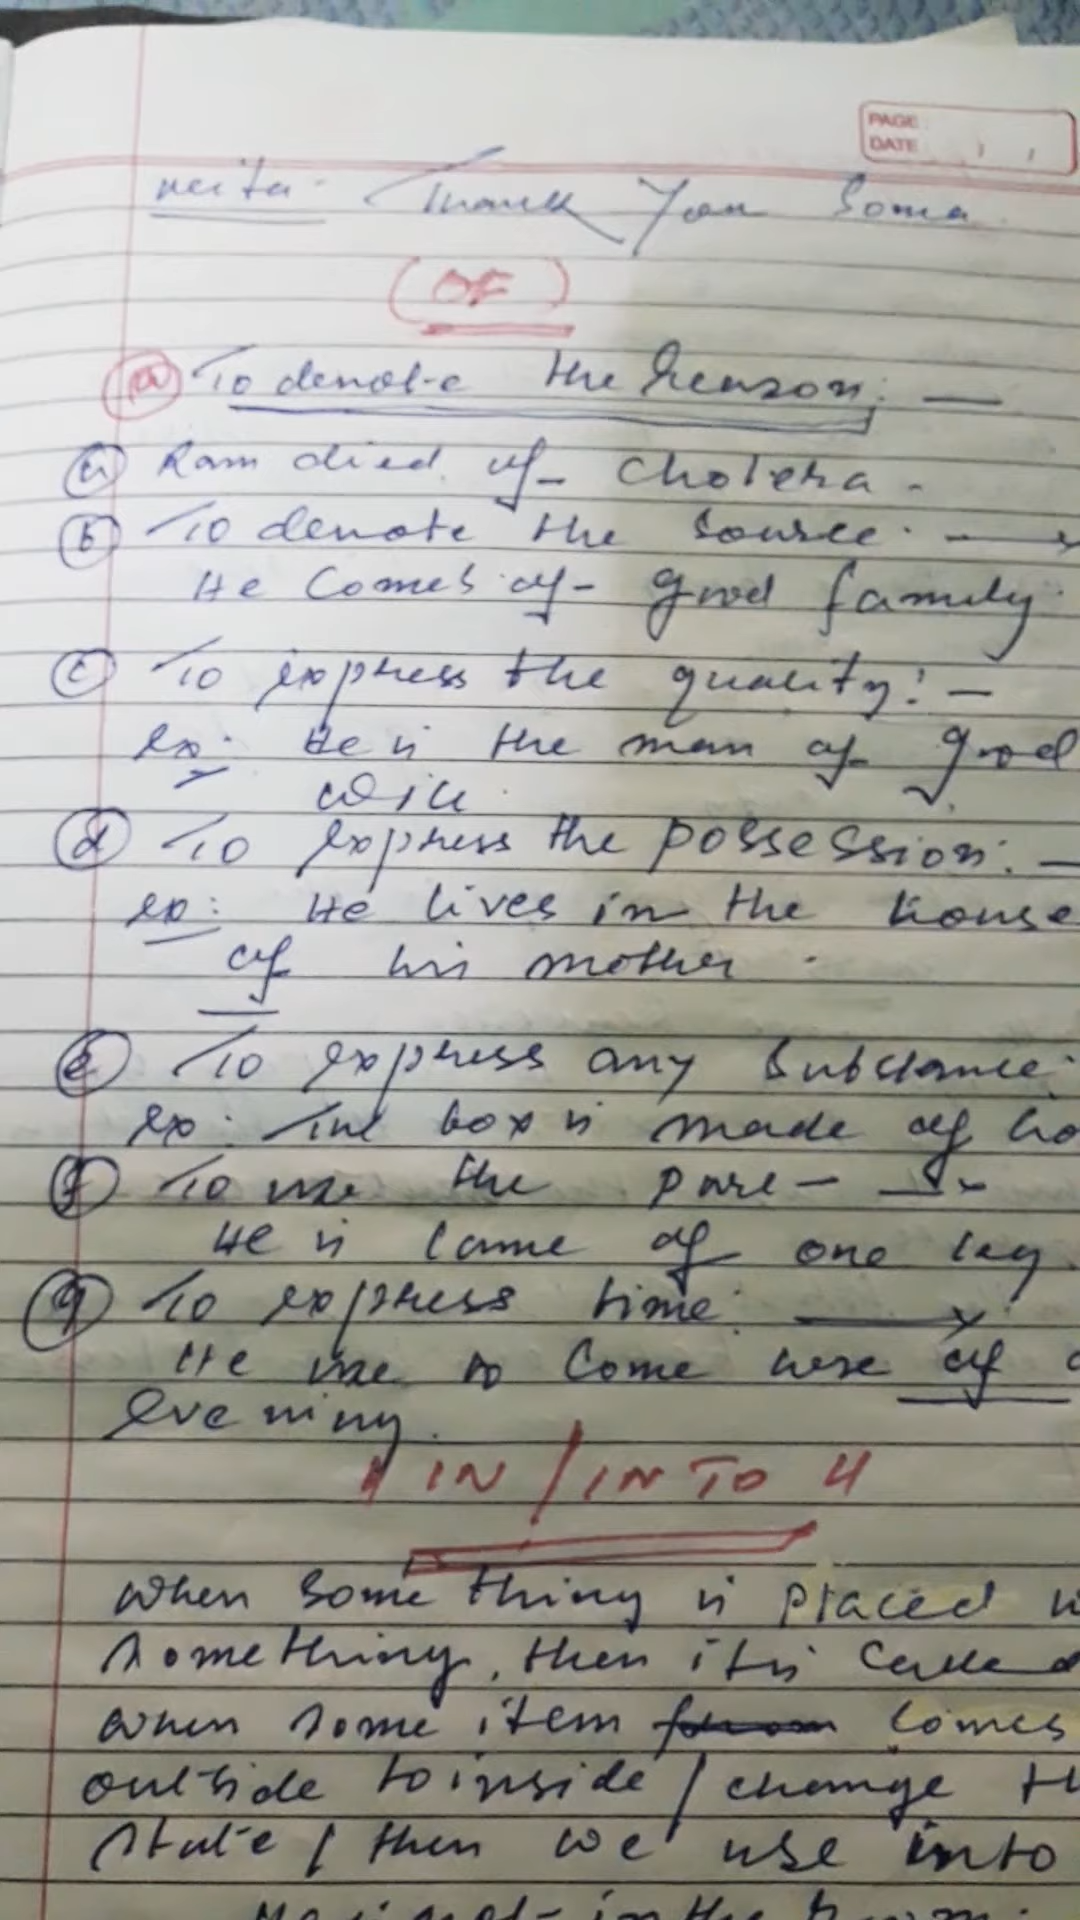 PAGE
DATE / /
neita- Thank You Soma
(OF)
(a) To denote the Reason: —
(a) Ram died of cholera.
(b) To denote the source. →
He comes of good family.
(c) To express the quality: —
ex: He is the man of good
will.
(d) To express the possession: —
ex: He lives in the house
of his mother.
(e) To express any substance:
ex: The box is made of
(f) To use the
He is lame of one leg.
(g) To express time: →
He use to come here of
evening.
IN / INTO
when some thing is placed
something, then it is called
when some item comes
outside to inside / change
state / then we use into
in the room.